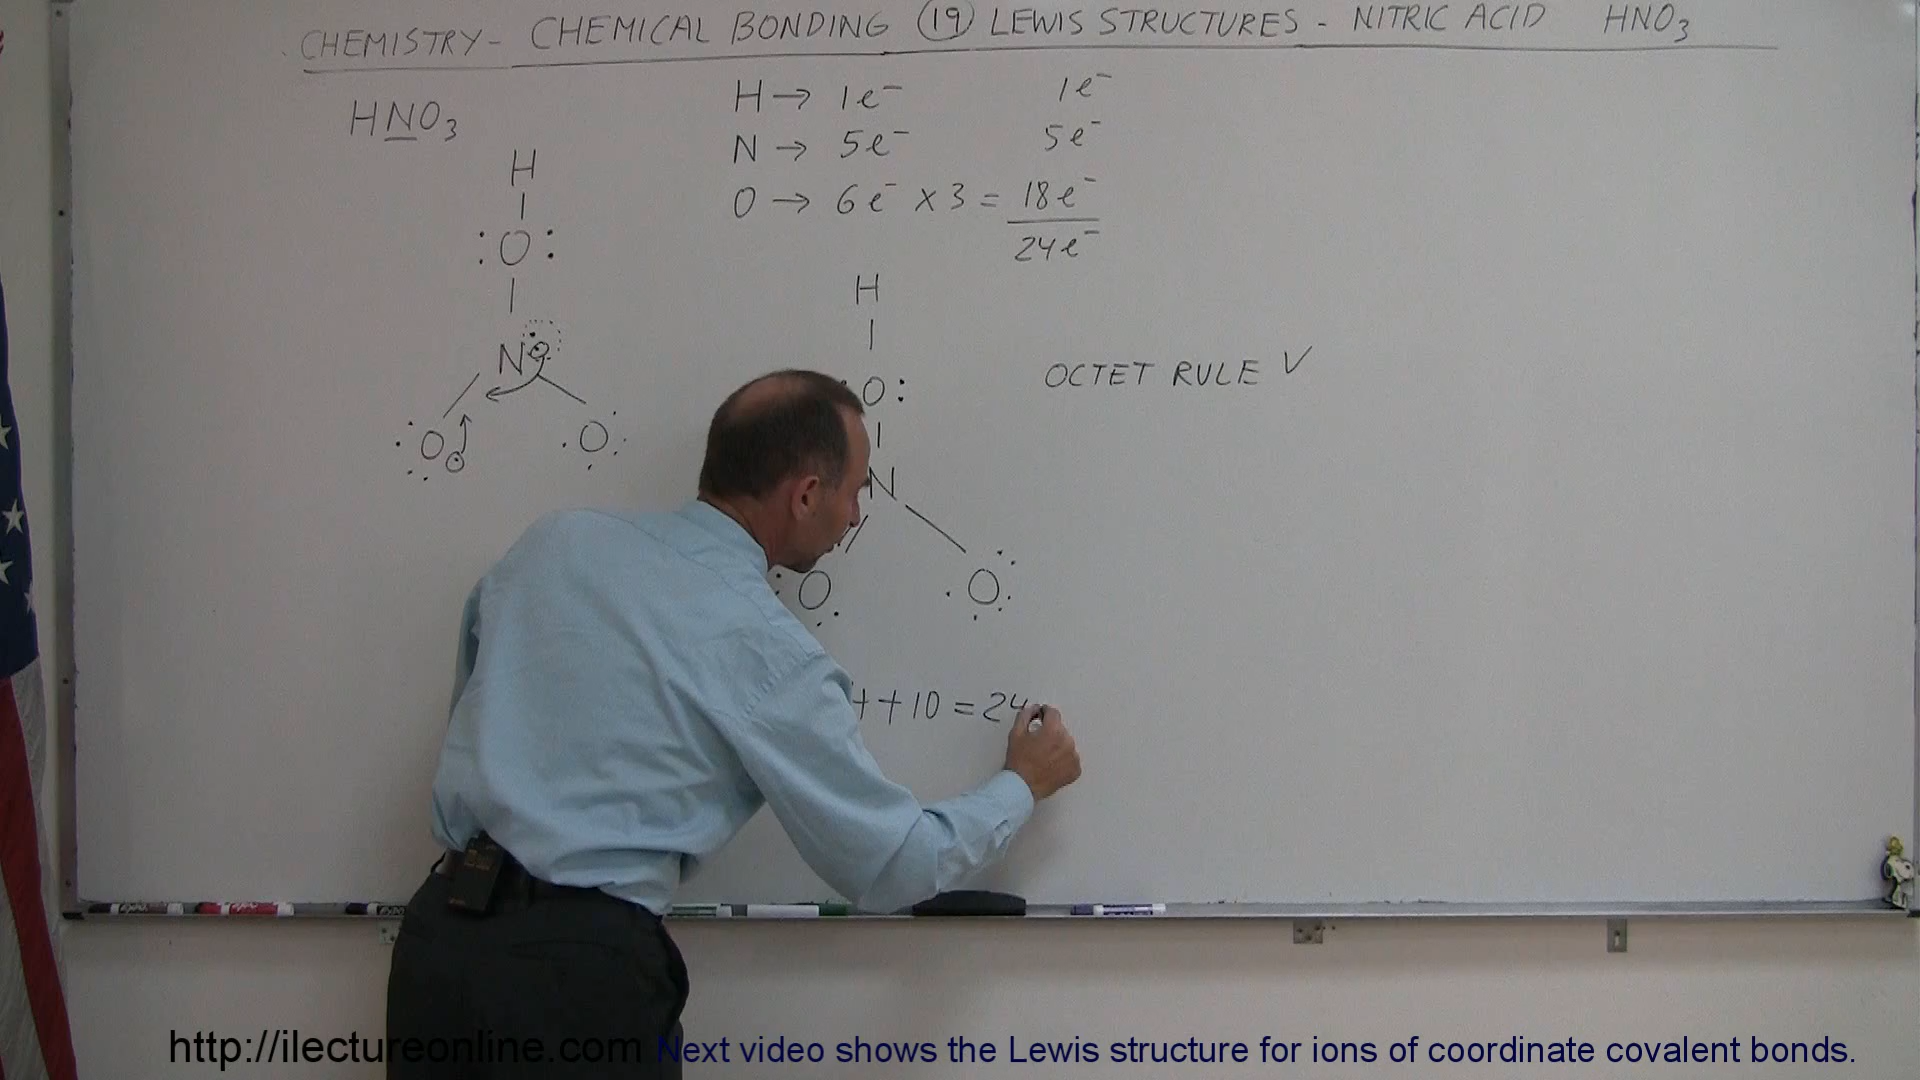 CHEMISTRY- CHEMICAL BONDING (19) LEWIS STRUCTURES - NITRIC ACID HNO3
HNO3
H → 1e⁻ 1e⁻
N → 5e⁻ 5e⁻
O → 6e⁻ x 3 = 18e⁻
24e⁻
H
:O:
N
O O
H
O:
N
O O
OCTET RULE V
4 + 10 = 24
http://ilectureonline.com Next video shows the Lewis structure for ions of coordinate covalent bonds.